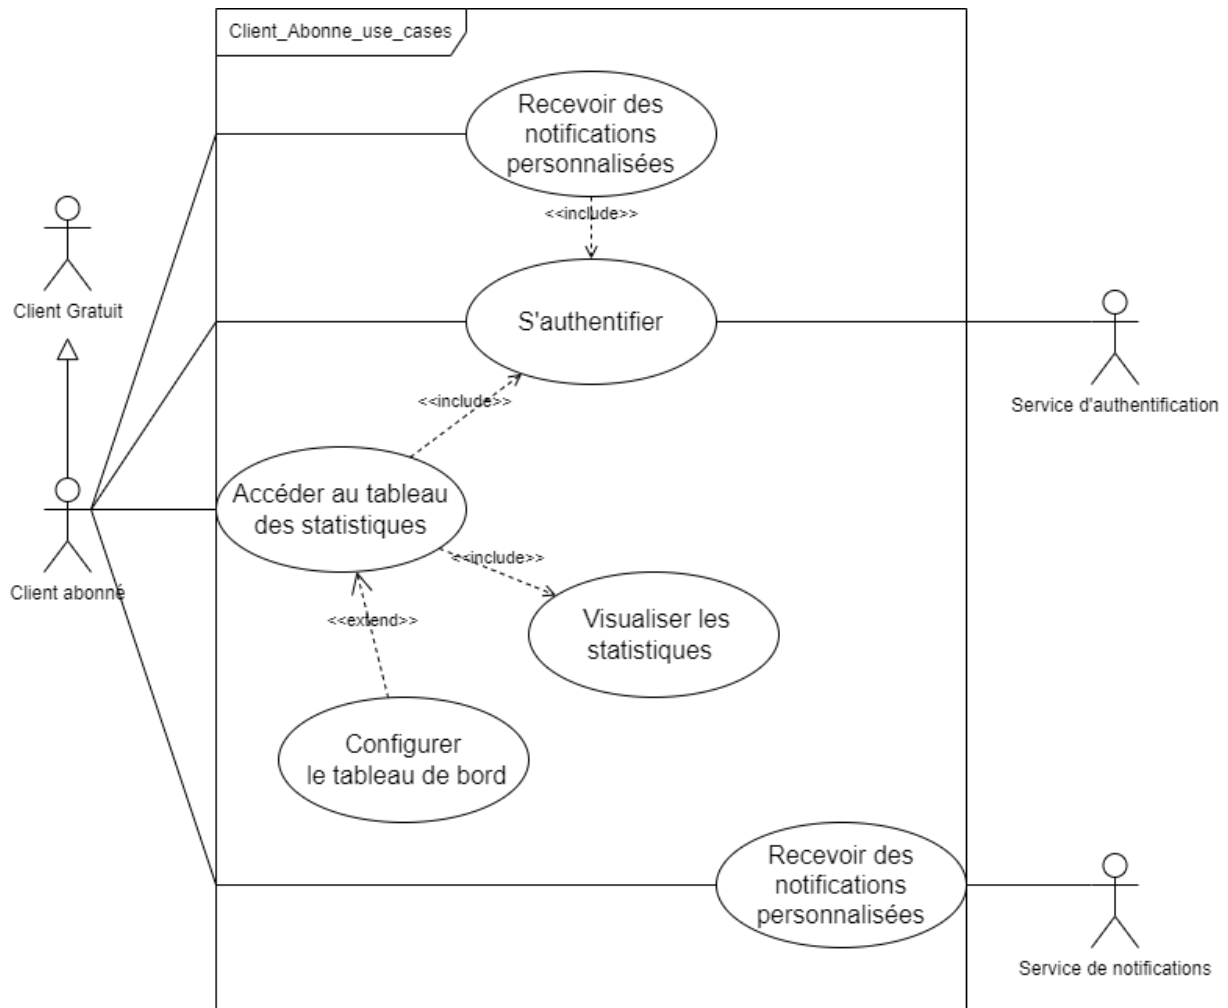 Client_Abonne_use_cases
Recevoir des
notifications
personnalisées
<<include>>
Client Gratuit
S'authentifier
Service d'authentification
<<include>>
Accéder au tableau
des statistiques
Client abonné
<<include>>
<<extend>>
Visualiser les
statistiques
Configurer
le tableau de bord
Recevoir des
notifications
personnalisées
Service de notifications